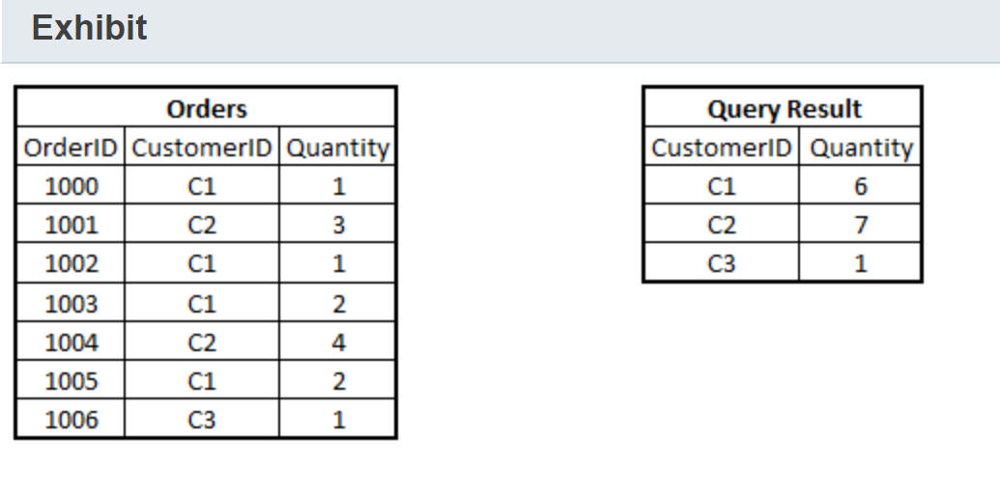 Exhibit
Orders
OrderID CustomerID Quantity
1000 C1 1
1001 C2 3
1002 C1 1
1003 C1 2
1004 C2 4
1005 C1 2
1006 C3 1
Query Result
CustomerID Quantity
C1 6
C2 7
C3 1